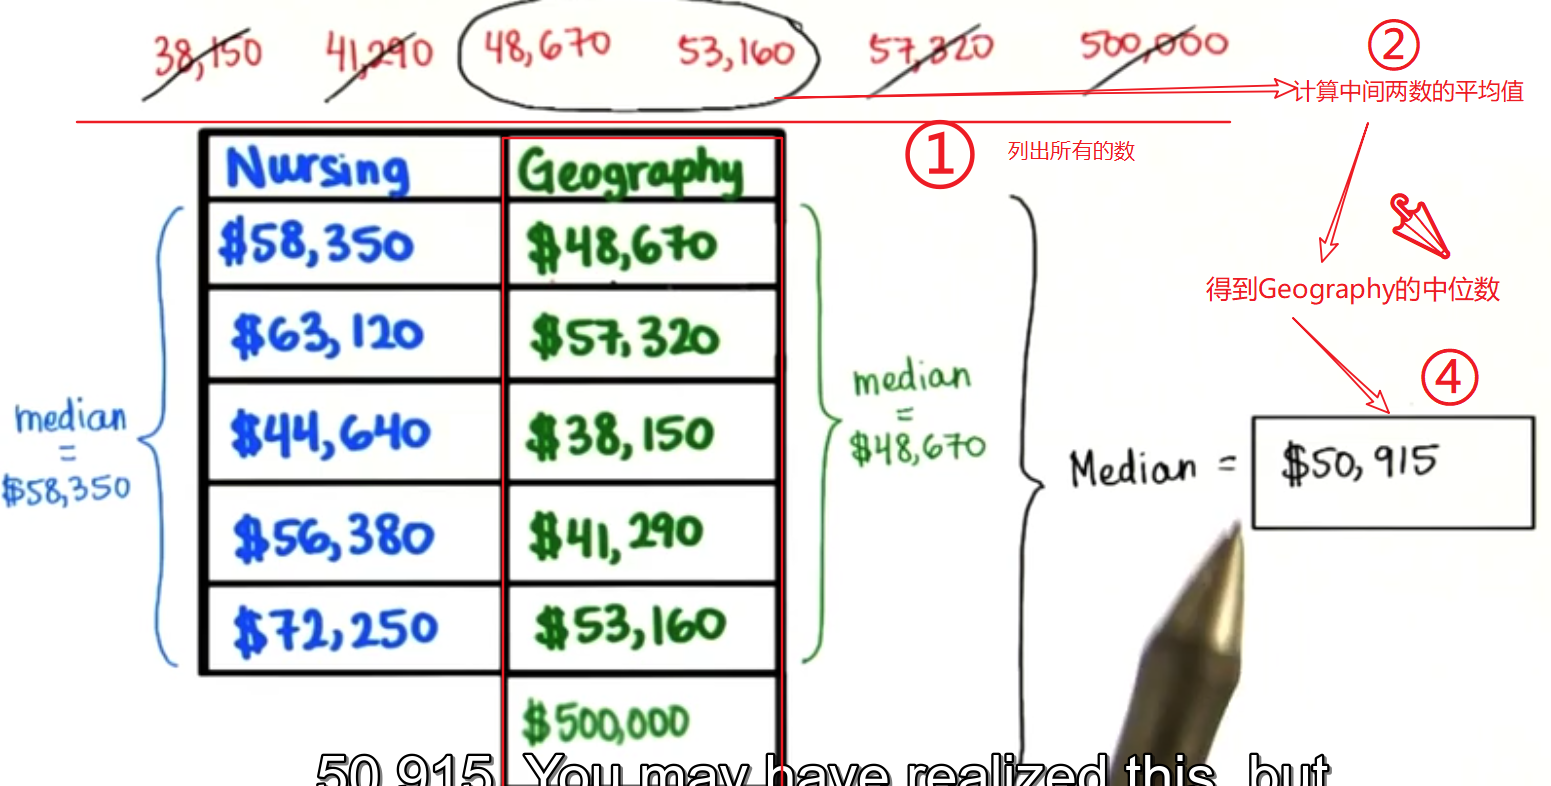 38,150 41,290 48,670 53,160 57,320 500,000
②
计算中间两数的平均值
①
列出所有的数
Nursing Geography
$58,350 $48,670
$63,120 $57,320
$44,640 $38,150
$56,380 $41,290
$72,250 $53,160
$500,000
median
=
$58,350
median
=
$48,670
得到Geography的中位数
④
Median = $50,915
50,915. You may have realized this, but